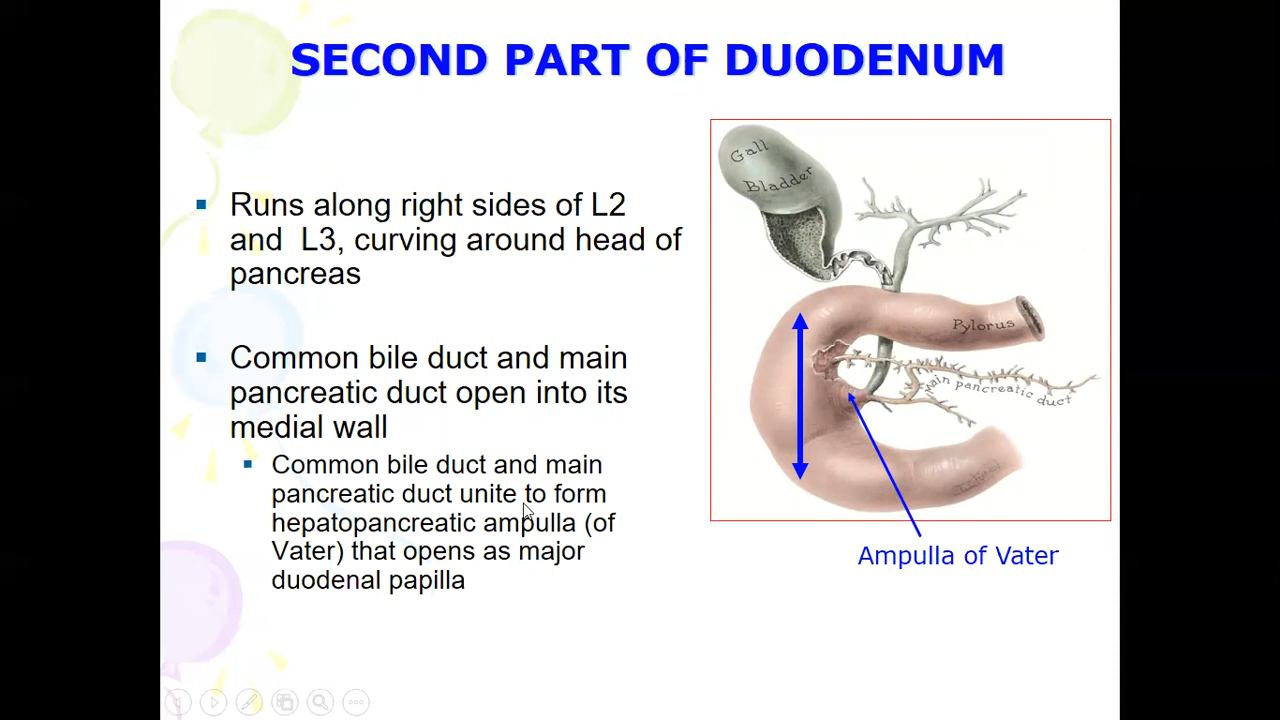 SECOND PART OF DUODENUM
Runs along right sides of L2
and L3, curving around head of
pancreas
Common bile duct and main
pancreatic duct open into its
medial wall
Common bile duct and main
pancreatic duct unite to form
hepatopancreatic ampulla (of
Vater) that opens as major
duodenal papilla
Gall
Bladder
Pylorus
Main pancreatic duct
Ampulla of Vater